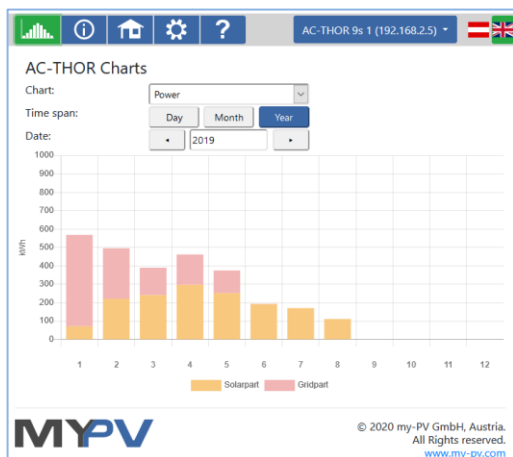 ?
AC-THOR 9s 1 (192.168.2.5)
AC-THOR Charts
Chart:
Power
Time span:
Day
Month
Year
Date:
2019
kWh
1000
900
800
700
600
500
400
300
200
100
0
1 2 3 4 5 6 7 8 9 10 11 12
Solarpart Gridpart
MYPV
© 2020 my-PV GmbH, Austria.
All Rights reserved.
www.my-pv.com